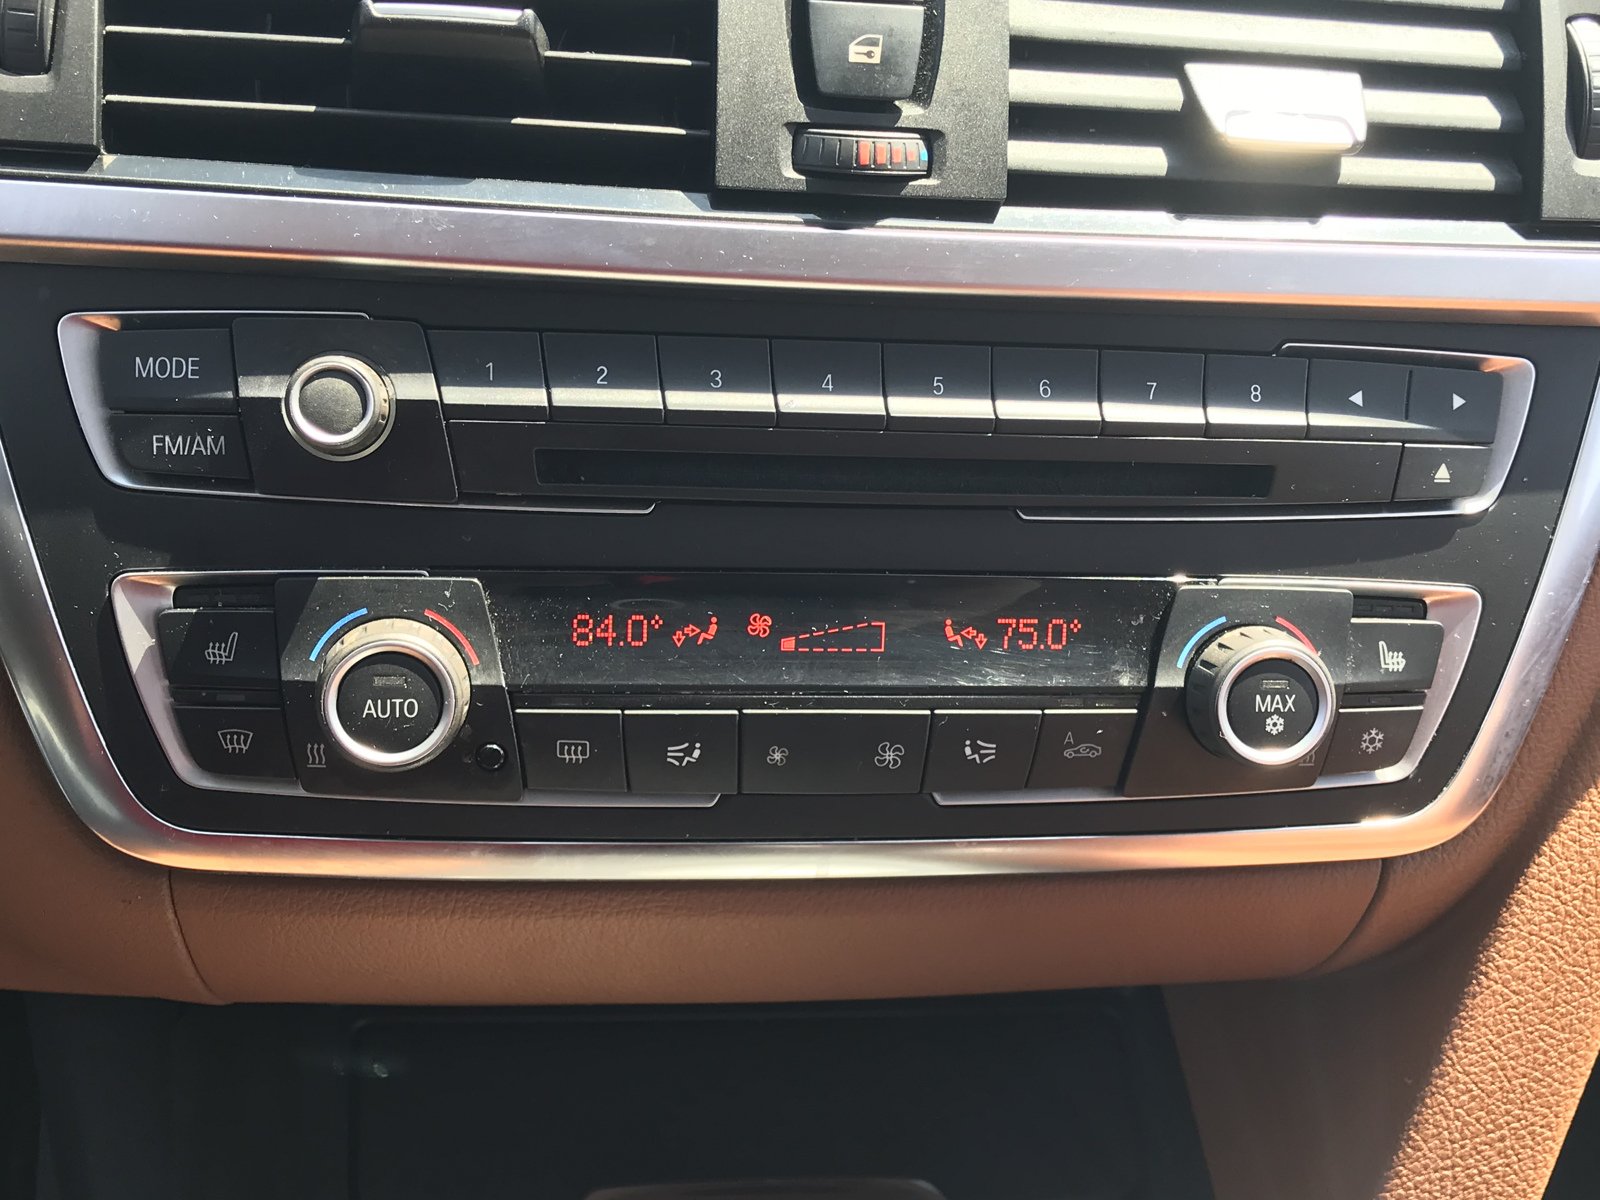 MODE
1 2 3 4 5 6 7 8
FM/AM
84.0° 75.0°
AUTO
MAX
A